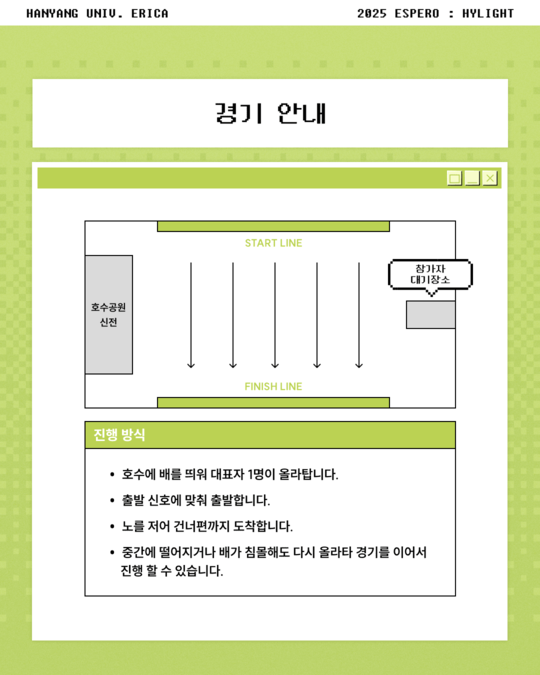 HANYANG UNIV. ERICA
2025 ESPERO : HYLIGHT
경기 안내
START LINE
참가자
대기장소
호수공원
신전
FINISH LINE
진행 방식
• 호수에 배를 띄워 대표자 1명이 올라탑니다.
• 출발 신호에 맞춰 출발합니다.
• 노를 저어 건너편까지 도착합니다.
• 중간에 떨어지거나 배가 침몰해도 다시 올라타 경기를 이어서
진행 할 수 있습니다.